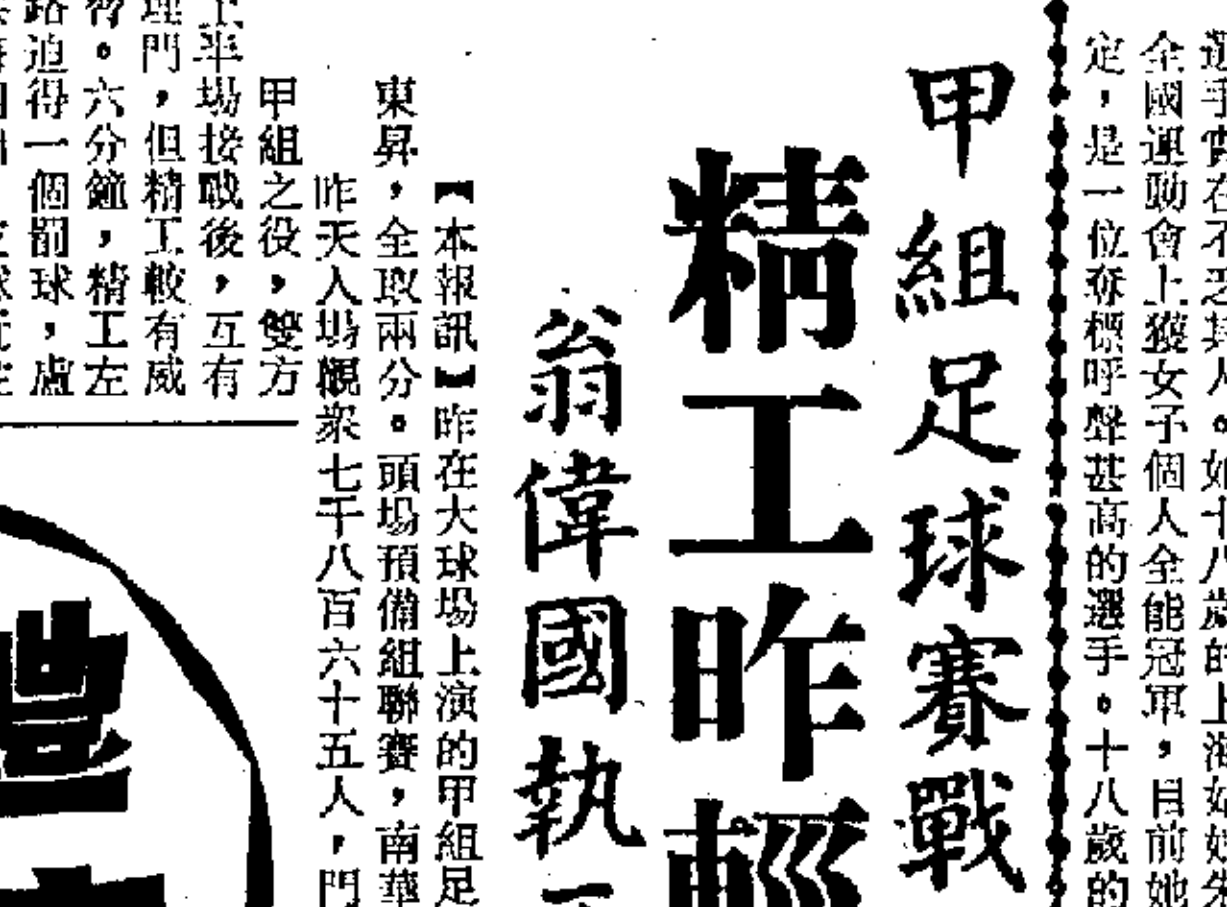 選手實在不乏其人。如十八歲的上海姑娘朱
全國運動會上獲女子個人全能冠軍，目前她
定，是一位奪標呼聲甚高的選手。十八歲的
甲組足球賽戰
精工昨輕
翁偉國執
【本報訊】昨在大球場上演的甲組足
東昇，全取兩分。頭場預備組聯賽，南華
昨天入場觀衆七千八百六十五人，門
甲組之役，雙方
上半場接戰後，互有
埋門，但精工較有威
脅。六分鐘，精工左
路迫得一個罰球，盧